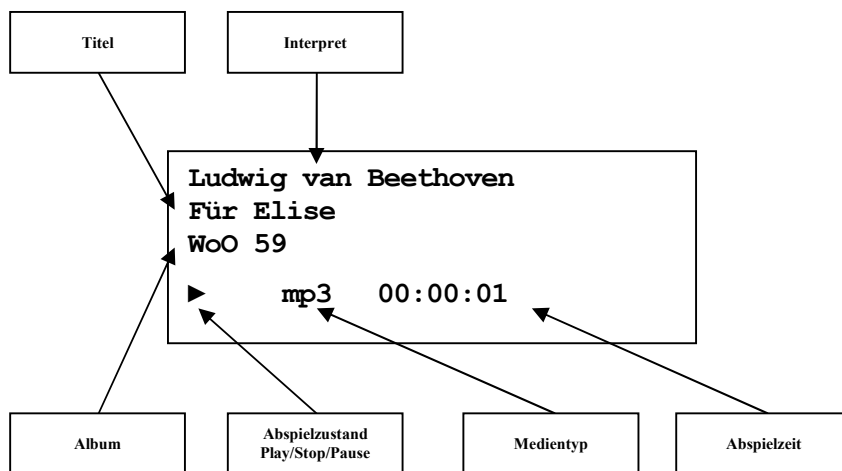 Titel
Interpret
Ludwig van Beethoven
Für Elise
WoO 59
► mp3 00:00:01
Album
Abspielzustand
Play/Stop/Pause
Medientyp
Abspielzeit